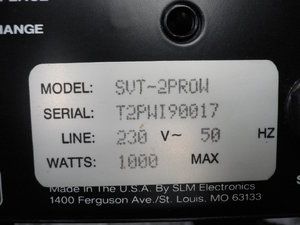 HANGE
MODEL: SVT-2PROW
SERIAL: T2PWI90017
LINE: 230 V~ 50 HZ
WATTS: 1000 MAX
Made In The U.S.A. By SLM Electronics
1400 Ferguson Ave./St. Louis, MO 63133